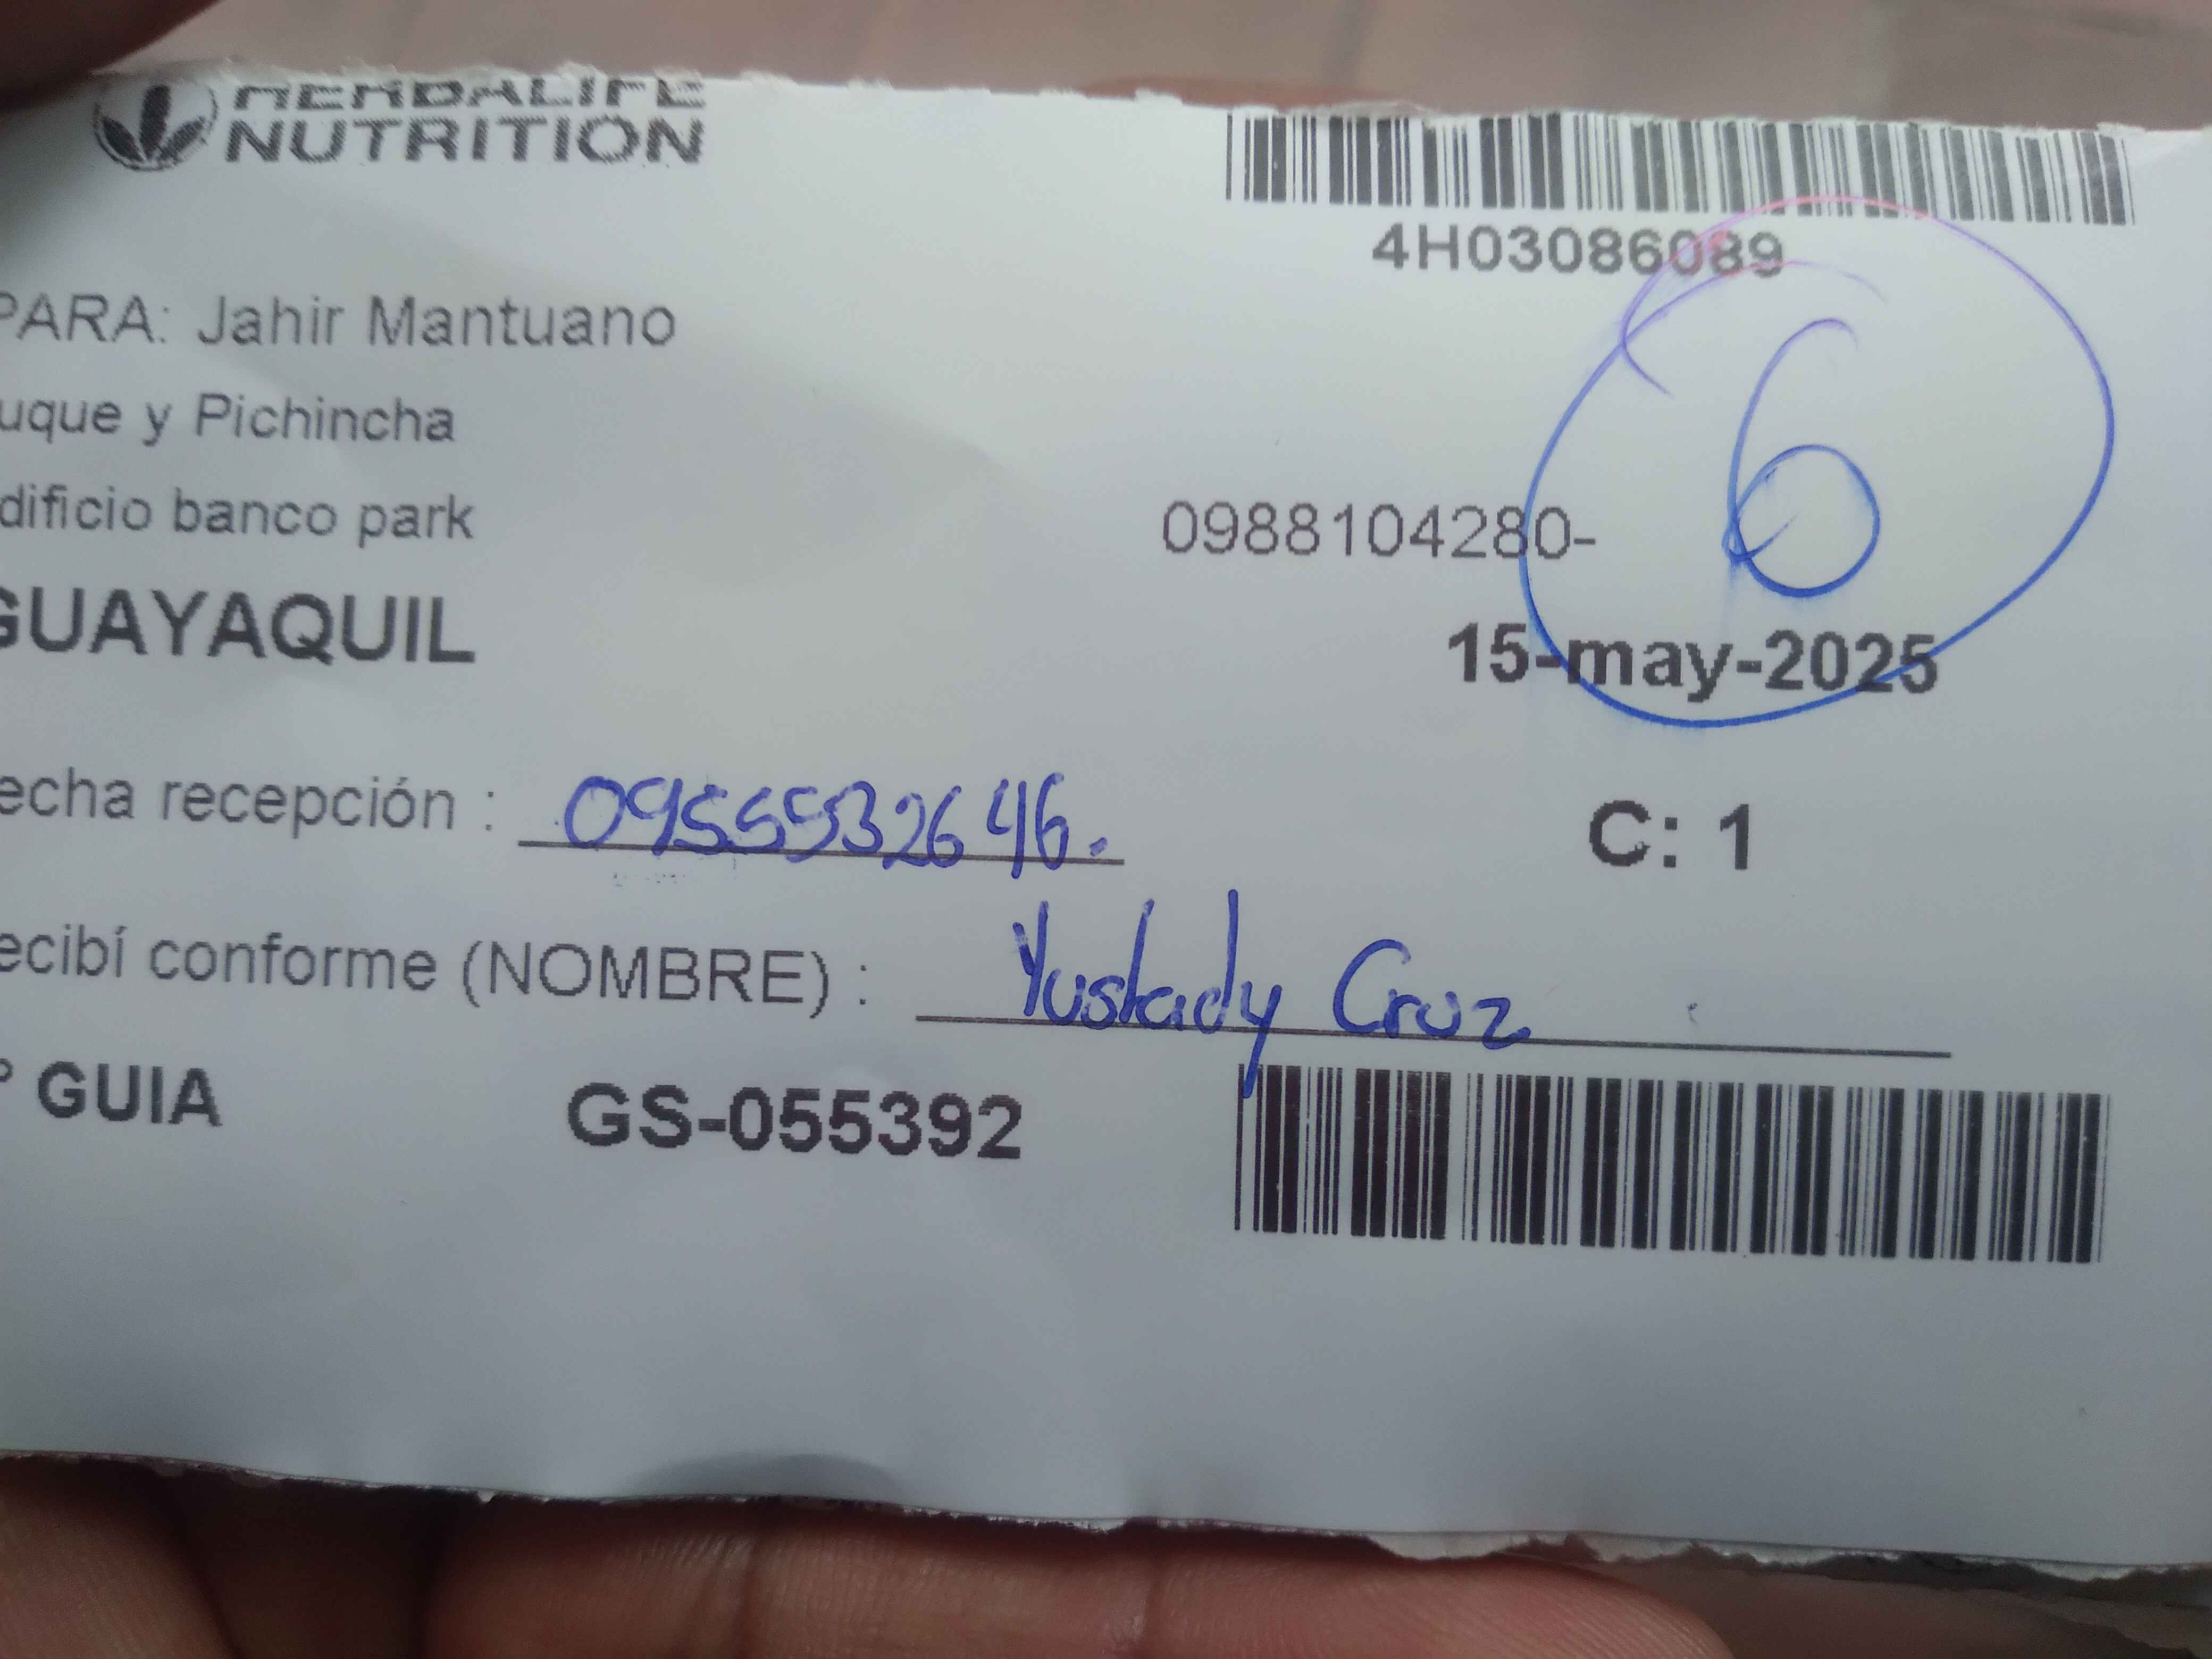 HERBALIFE
NUTRITION
4H03086089
PARA: Jahir Mantuano
6
uque y Pichincha
dificio banco park
0988104280-
GUAYAQUIL
15-may-2025
echa recepción : 0955532646.
C: 1
ecibí conforme (NOMBRE) : Yuslady Cruz
° GUIA GS-055392